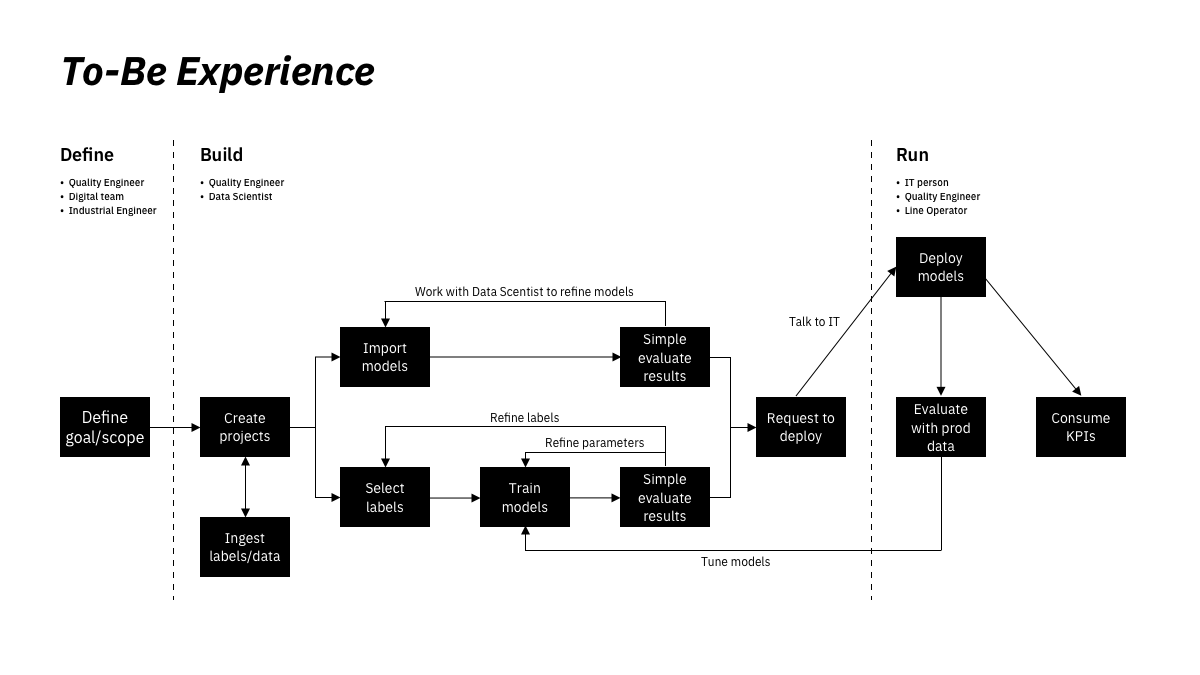 To-Be Experience
Define
• Quality Engineer
• Digital team
• Industrial Engineer
Build
• Quality Engineer
• Data Scientist
Run
• IT person
• Quality Engineer
• Line Operator
Deploy
models
Work with Data Scentist to refine models
Talk to IT
Import
models
Simple
evaluate
results
Define
goal/scope
Create
projects
Refine labels
Refine parameters
Request to
deploy
Evaluate
with prod
data
Consume
KPIs
Select
labels
Train
models
Simple
evaluate
results
Ingest
labels/data
Tune models